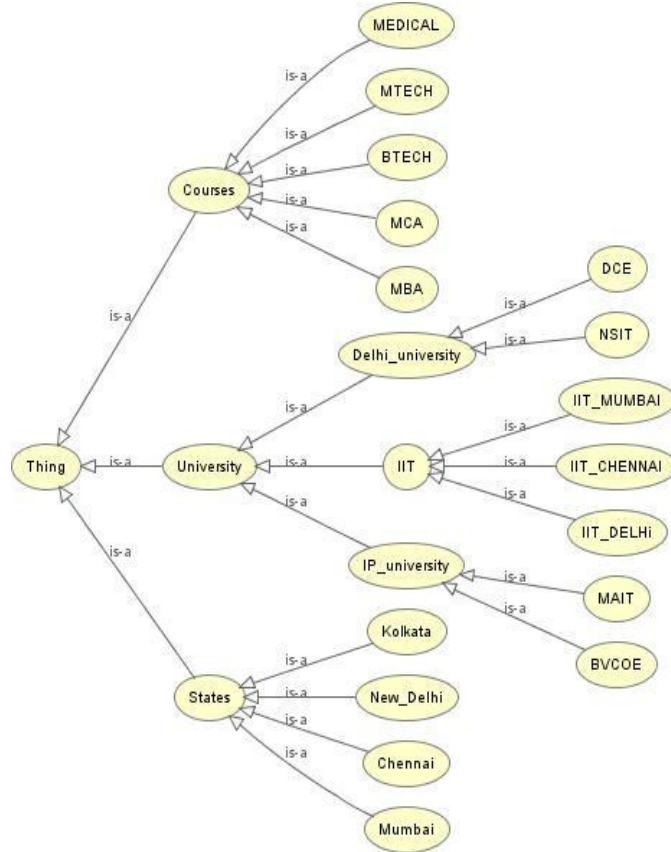 MEDICAL
is-a
MTECH
is-a
BTECH
is-a
Courses
is-a
MCA
is-a
MBA
DCE
is-a
is-a
NSIT
is-a
Delhi_university
IIT_MUMBAI
is-a
is-a
Thing
is-a
University
is-a
IIT
is-a
IIT_CHENNAI
is-a
IIT_DELHi
is-a
is-a
IP_university
is-a
MAIT
is-a
Kolkata
BVCOE
is-a
States
is-a
New_Delhi
is-a
Chennai
is-a
Mumbai